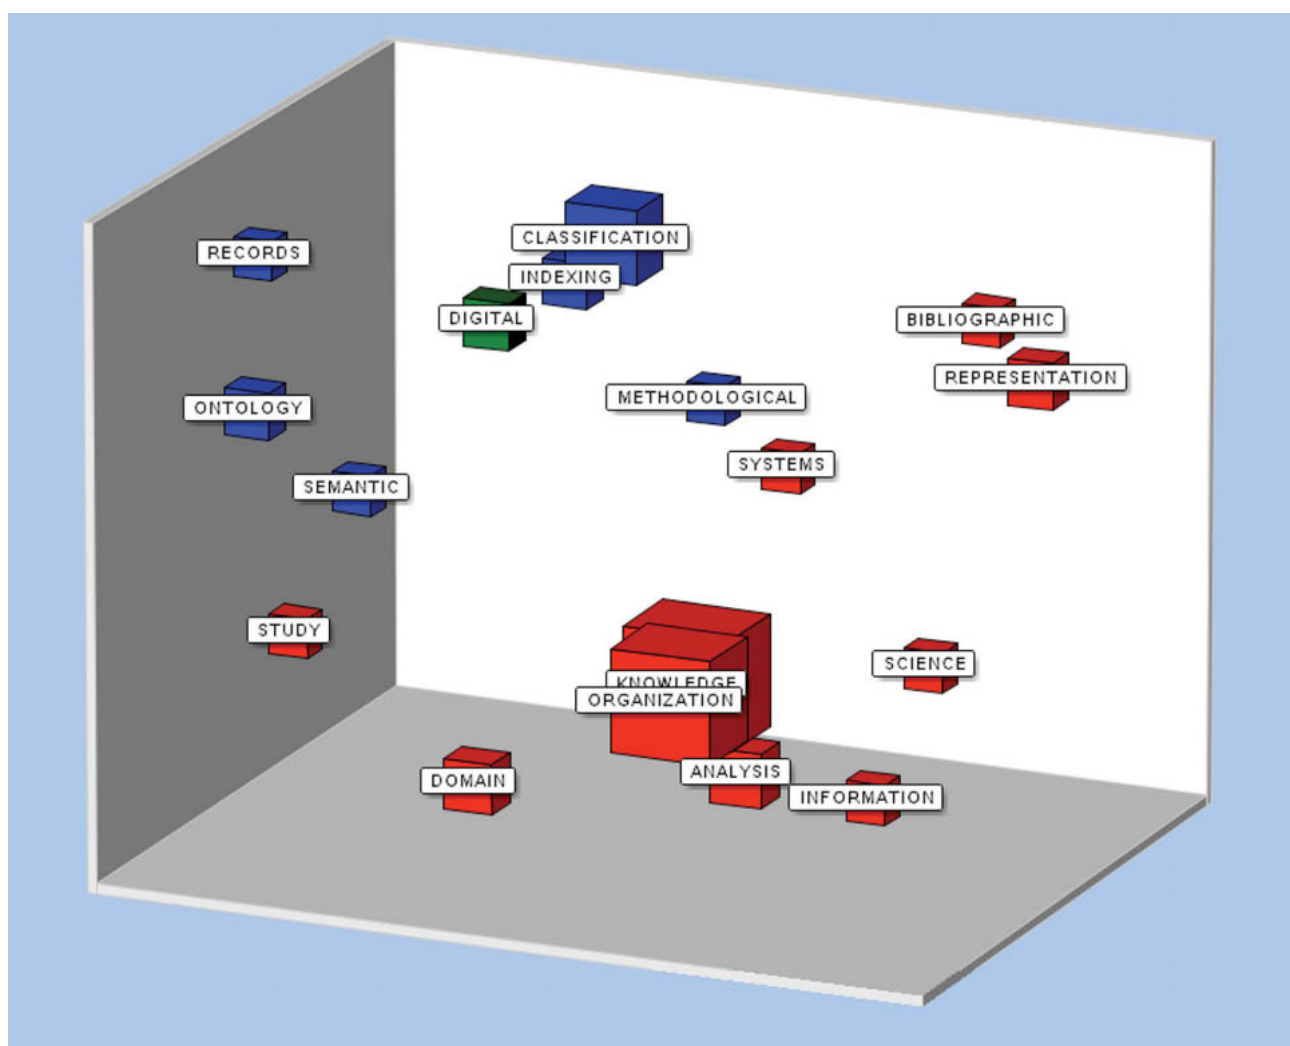 CLASSIFICATION
RECORDS
INDEXING
DIGITAL
BIBLIOGRAPHIC
REPRESENTATION
METHODOLOGICAL
ONTOLOGY
SYSTEMS
SEMANTIC
STUDY
SCIENCE
KNOWLEDGE
ORGANIZATION
ANALYSIS
DOMAIN
INFORMATION